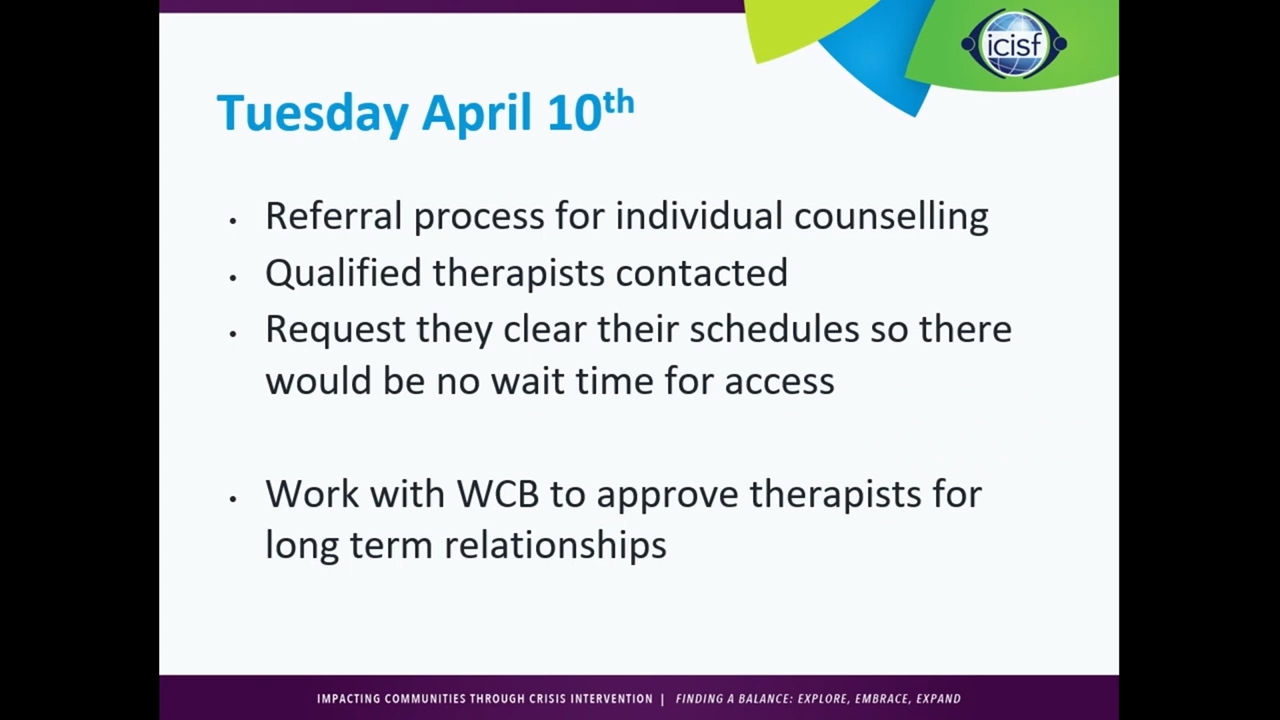 icisf
Tuesday April 10th
• Referral process for individual counselling
• Qualified therapists contacted
• Request they clear their schedules so there
would be no wait time for access
• Work with WCB to approve therapists for
long term relationships
IMPACTING COMMUNITIES THROUGH CRISIS INTERVENTION | FINDING A BALANCE: EXPLORE, EMBRACE, EXPAND